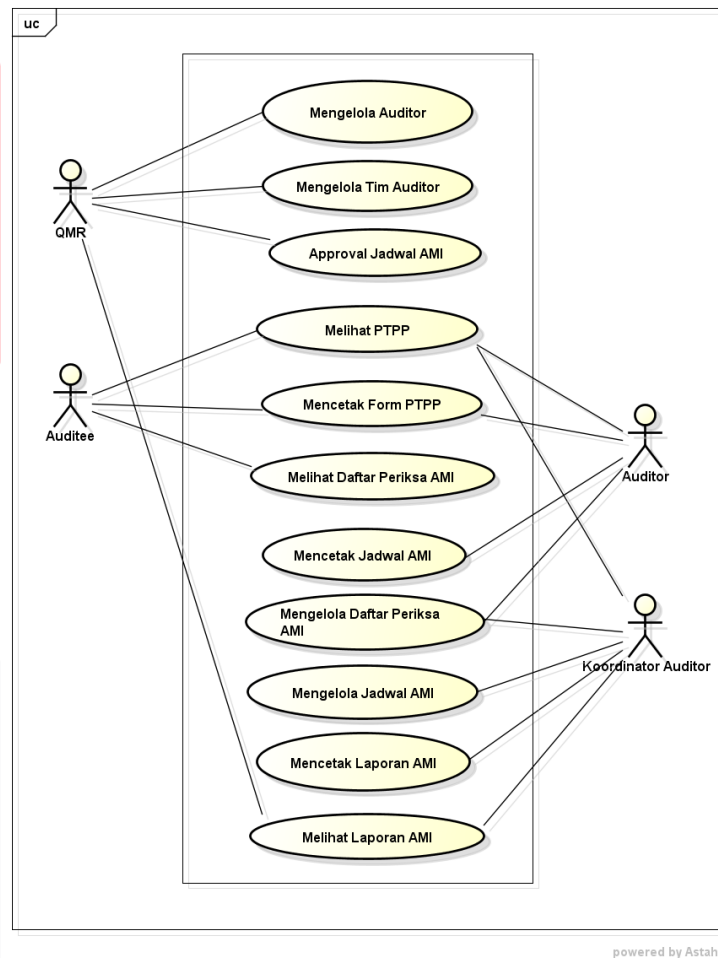 uc
Mengelola Auditor
Mengelola Tim Auditor
QMR
Approval Jadwal AMI
Melihat PTPP
Mencetak Form PTPP
Auditee
Melihat Daftar Periksa AMI
Auditor
Mencetak Jadwal AMI
Mengelola Daftar Periksa
AMI
Koordinator Auditor
Mengelola Jadwal AMI
Mencetak Laporan AMI
Melihat Laporan AMI
powered by Astah